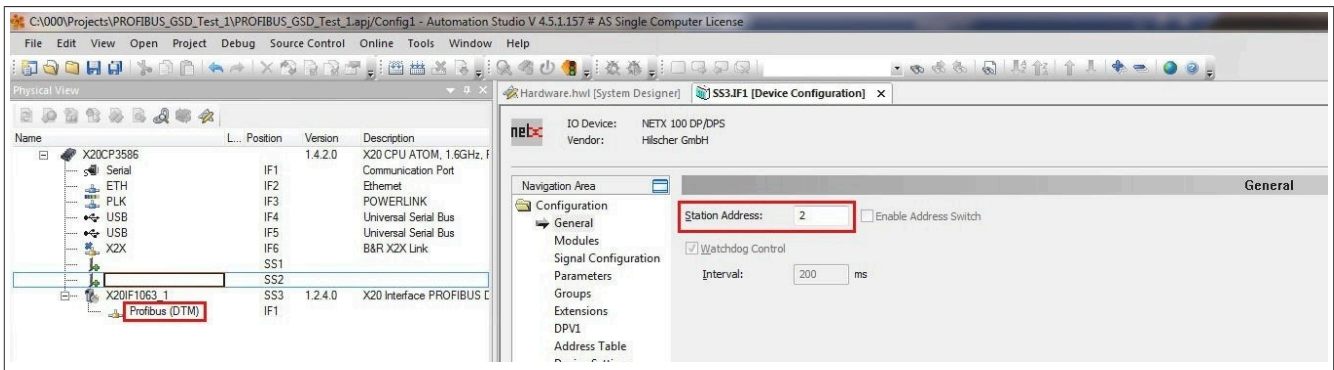 C:\000\Projects\PROFIBUS_GSD_Test_1\PROFIBUS_GSD_Test_1.apj/Config1 - Automation Studio V 4.5.1.157 # AS Single Computer License
File Edit View Open Project Debug Source Control Online Tools Window Help
Physical View
Hardware.hwl [System Designer] SS3.IF1 [Device Configuration] X
netx IO Device: NETX 100 DP/DPS
Vendor: Hilscher GmbH
Name L... Position Version Description
X20CP3586 1.4.2.0 X20 CPU ATOM, 1.6GHz,
Serial IF1 Communication Port
ETH IF2 Ethernet
PLK IF3 POWERLINK
USB IF4 Universal Serial Bus
USB IF5 Universal Serial Bus
X2X IF6 B&R X2X Link
SS1
SS2
X20IF1063_1 SS3 1.2.4.0 X20 Interface PROFIBUS
Profibus (DTM) IF1
Navigation Area
Configuration
General
Modules
Signal Configuration
Parameters
Groups
Extensions
DPV1
Address Table
General
Station Address: 2 Enable Address Switch
Watchdog Control
Interval: 200 ms